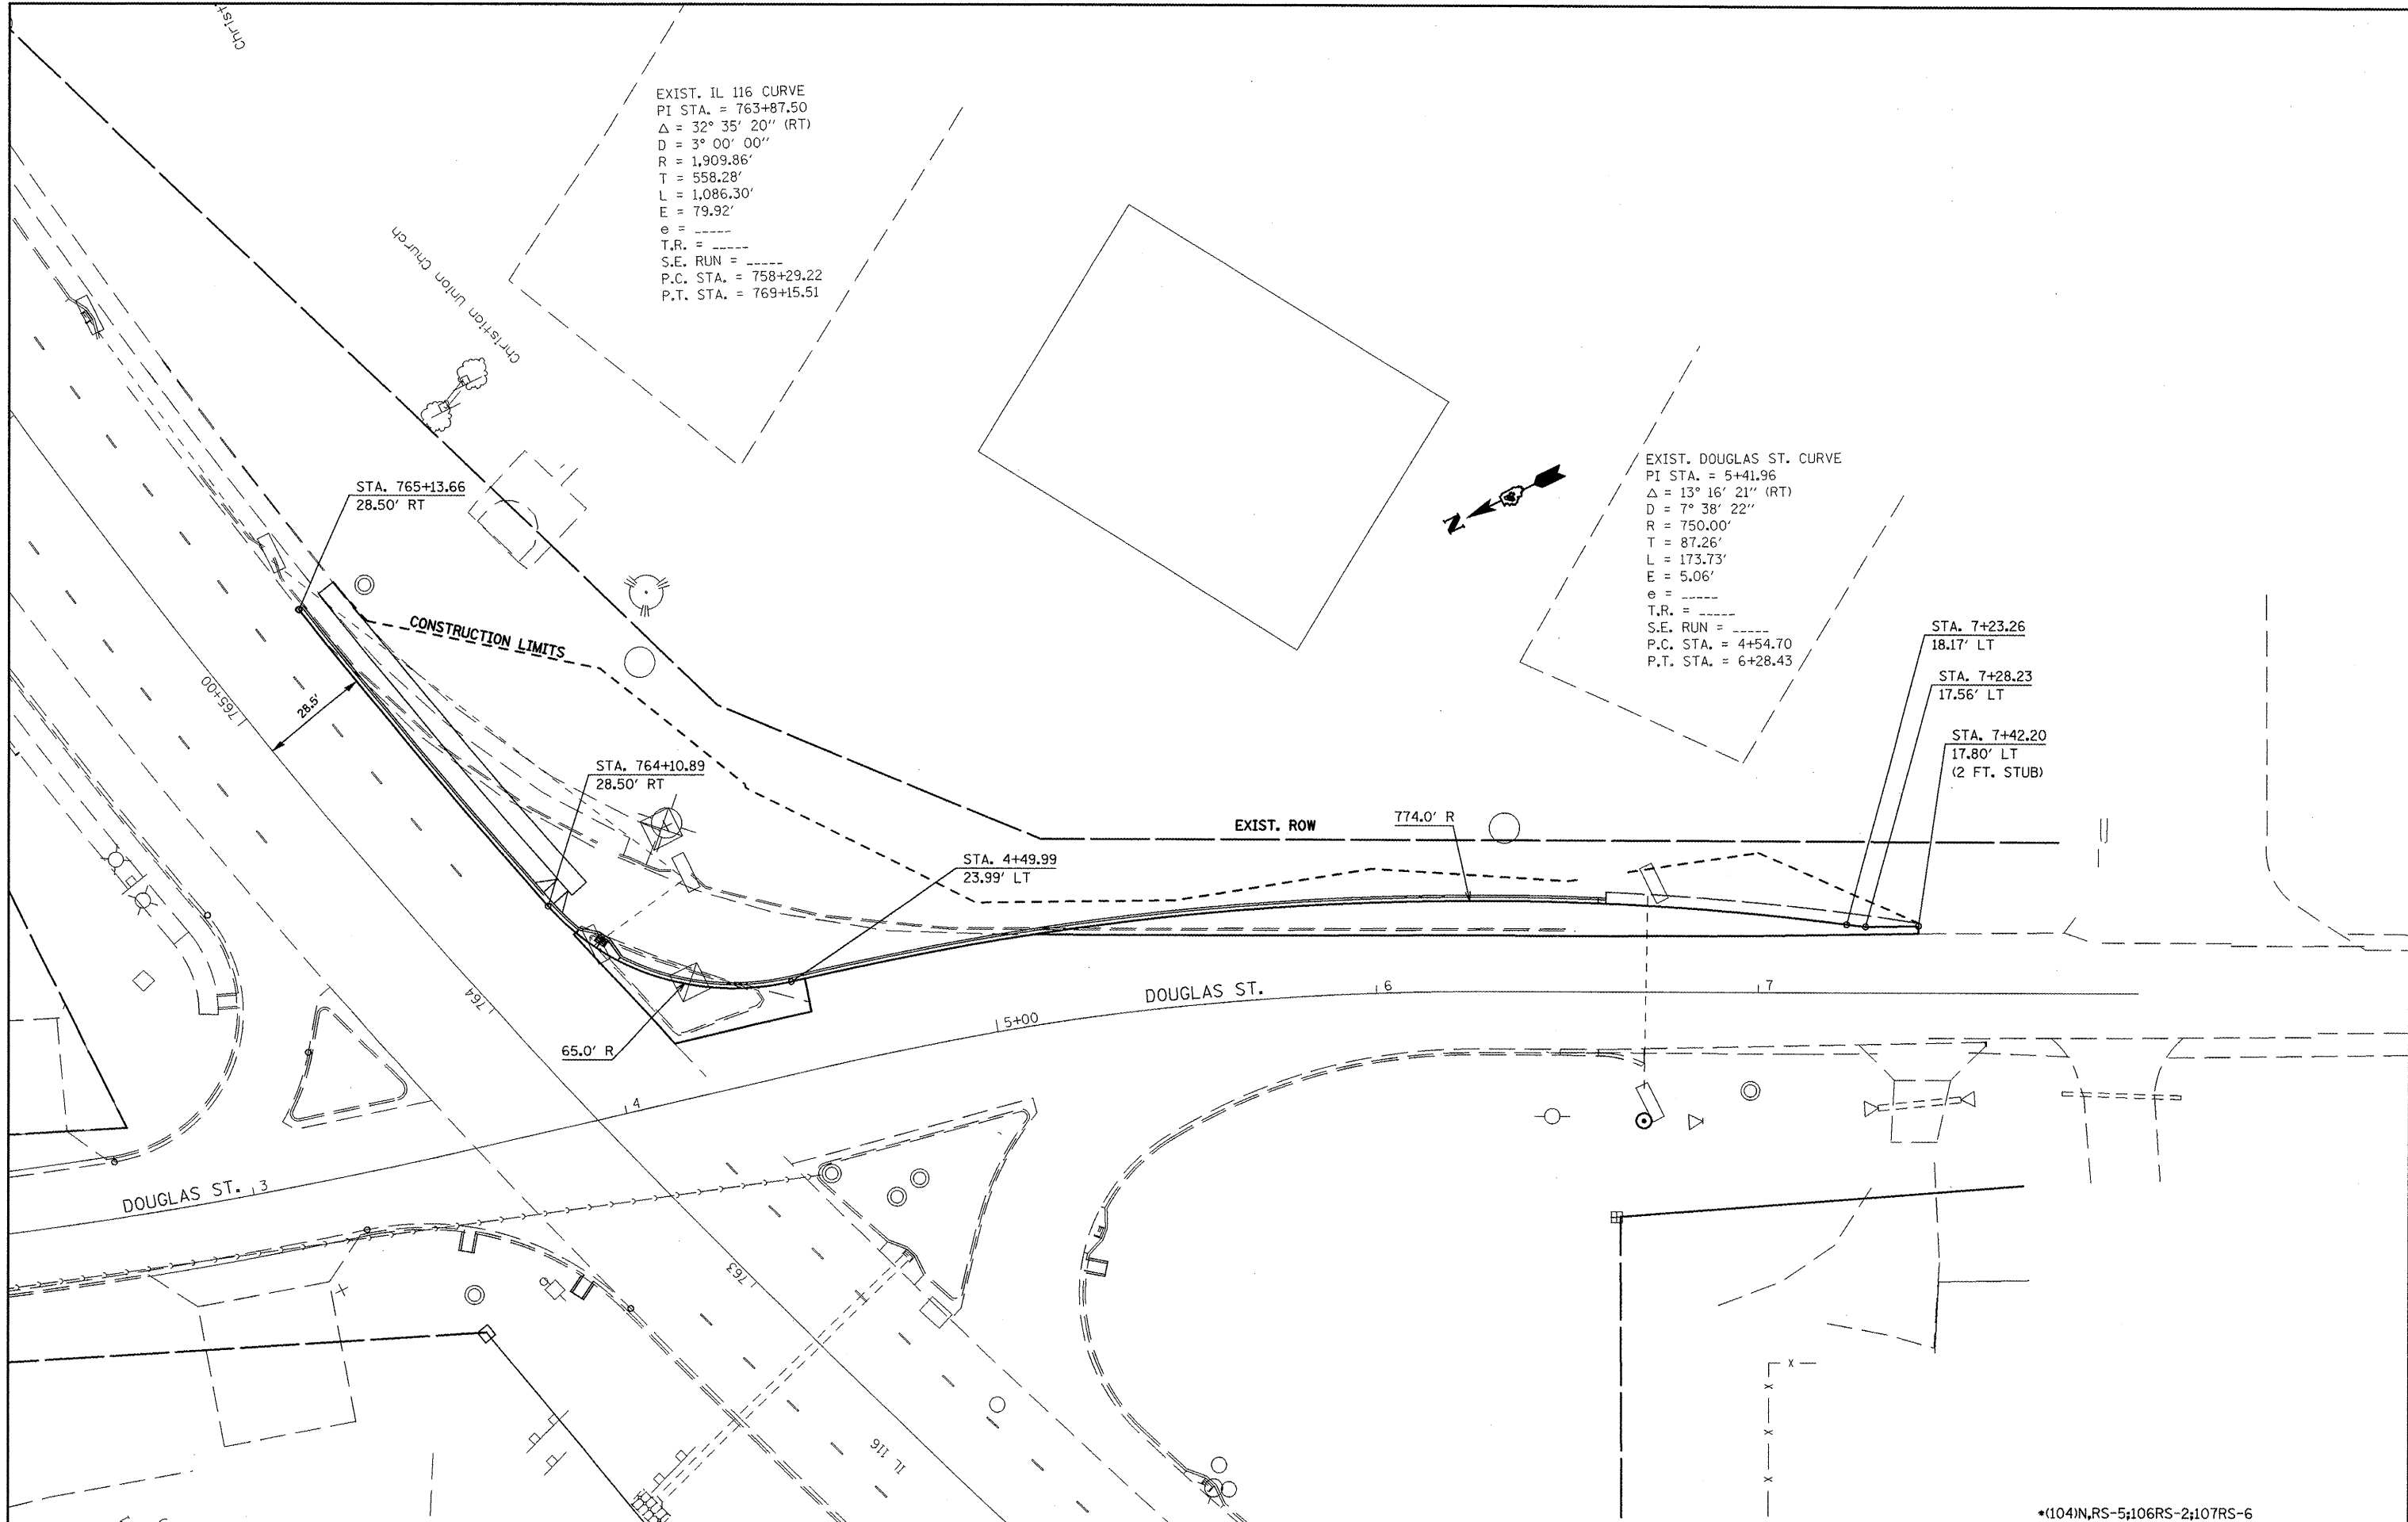 Christ
EXIST. IL 116 CURVE
PI STA. = 763+87.50
Δ = 32° 35' 20'' (RT)
D = 3° 00' 00''
R = 1,909.86'
T = 558.28'
L = 1,086.30'
E = 79.92'
e = _____
T.R. = _____
S.E. RUN = _____
P.C. STA. = 758+29.22
P.T. STA. = 769+15.51
Christian Union Church
EXIST. DOUGLAS ST. CURVE
PI STA. = 5+41.96
Δ = 13° 16' 21'' (RT)
D = 7° 38' 22''
R = 750.00'
T = 87.26'
L = 173.73'
E = 5.06'
e = _____
T.R. = _____
S.E. RUN = _____
P.C. STA. = 4+54.70
P.T. STA. = 6+28.43
N
STA. 765+13.66
28.50' RT
CONSTRUCTION LIMITS
STA. 7+23.26
18.17' LT
STA. 7+28.23
17.56' LT
STA. 7+42.20
17.80' LT
(2 FT. STUB)
765+00
28.5'
STA. 764+10.89
28.50' RT
EXIST. ROW
774.0' R
STA. 4+49.99
23.99' LT
764
DOUGLAS ST.
6
7
5+00
65.0' R
4
DOUGLAS ST.
3
763
IL 116
X
X
X
X
*(104)N,RS-5;106RS-2;107RS-6